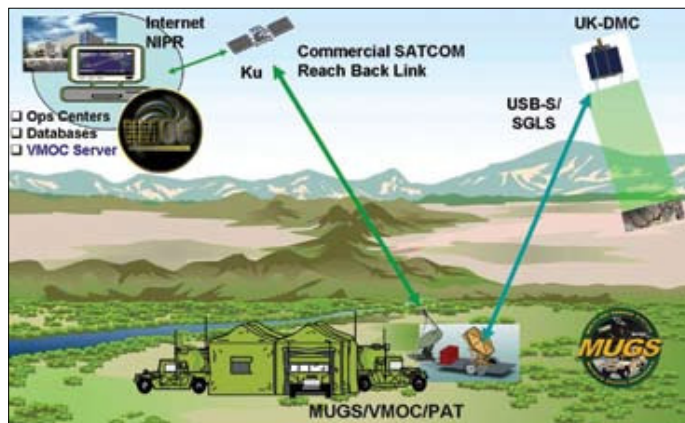 Internet
NIPR
Commercial SATCOM
Reach Back Link
Ku
UK-DMC
USB-S/
SGLS
❑ Ops Centers
❑ Databases
❑ VMOC Server
VMOC
MUGS
MUGS/VMOC/PAT